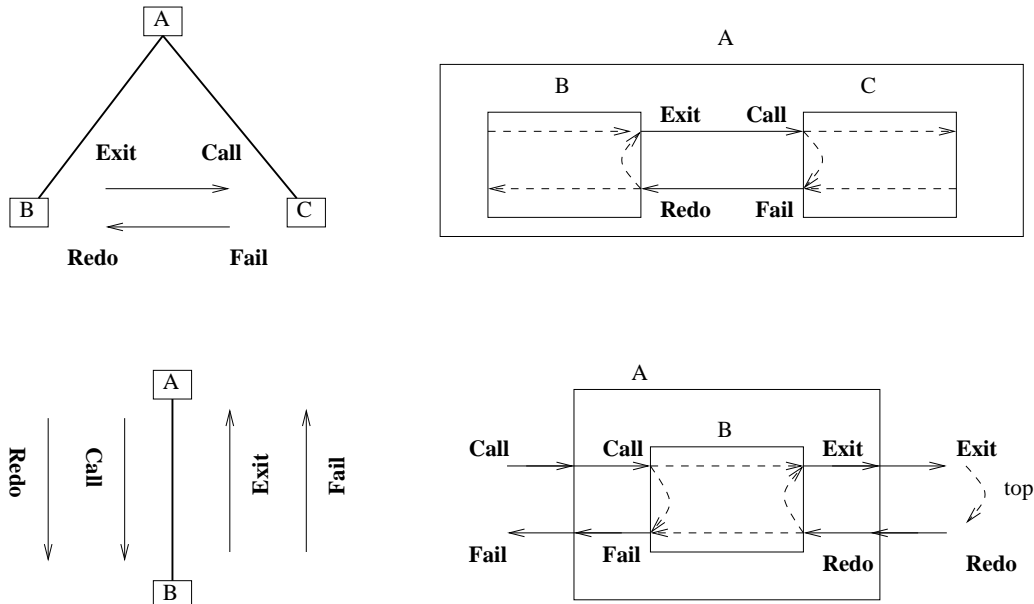 A
Exit Call
B C
Redo Fail
A
B C
Exit Call
Redo Fail
A
Redo
Call
Exit
Fail
B
A
B
Call Call Exit Exit
top
Fail Fail Redo Redo